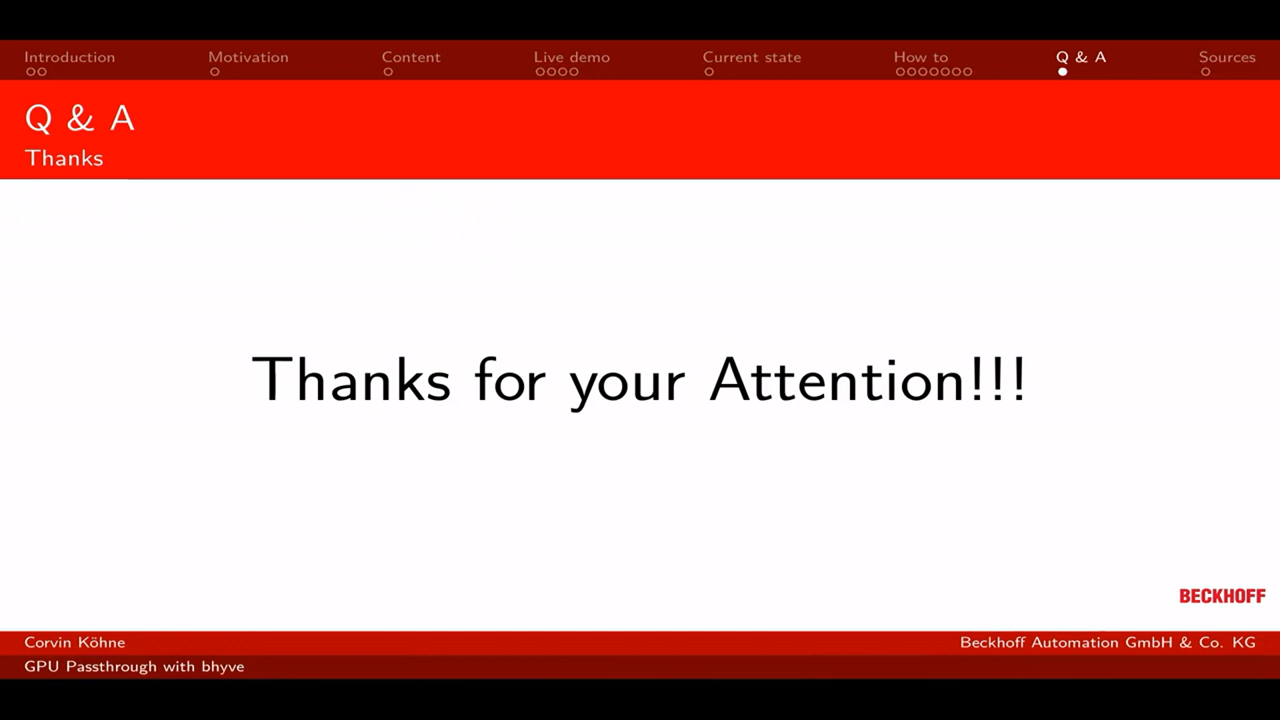 Introduction Motivation Content Live demo Current state How to Q & A Sources
Q & A
Thanks
Thanks for your Attention!!!
BECKHOFF
Corvin Köhne Beckhoff Automation GmbH & Co. KG
GPU Passthrough with bhyve